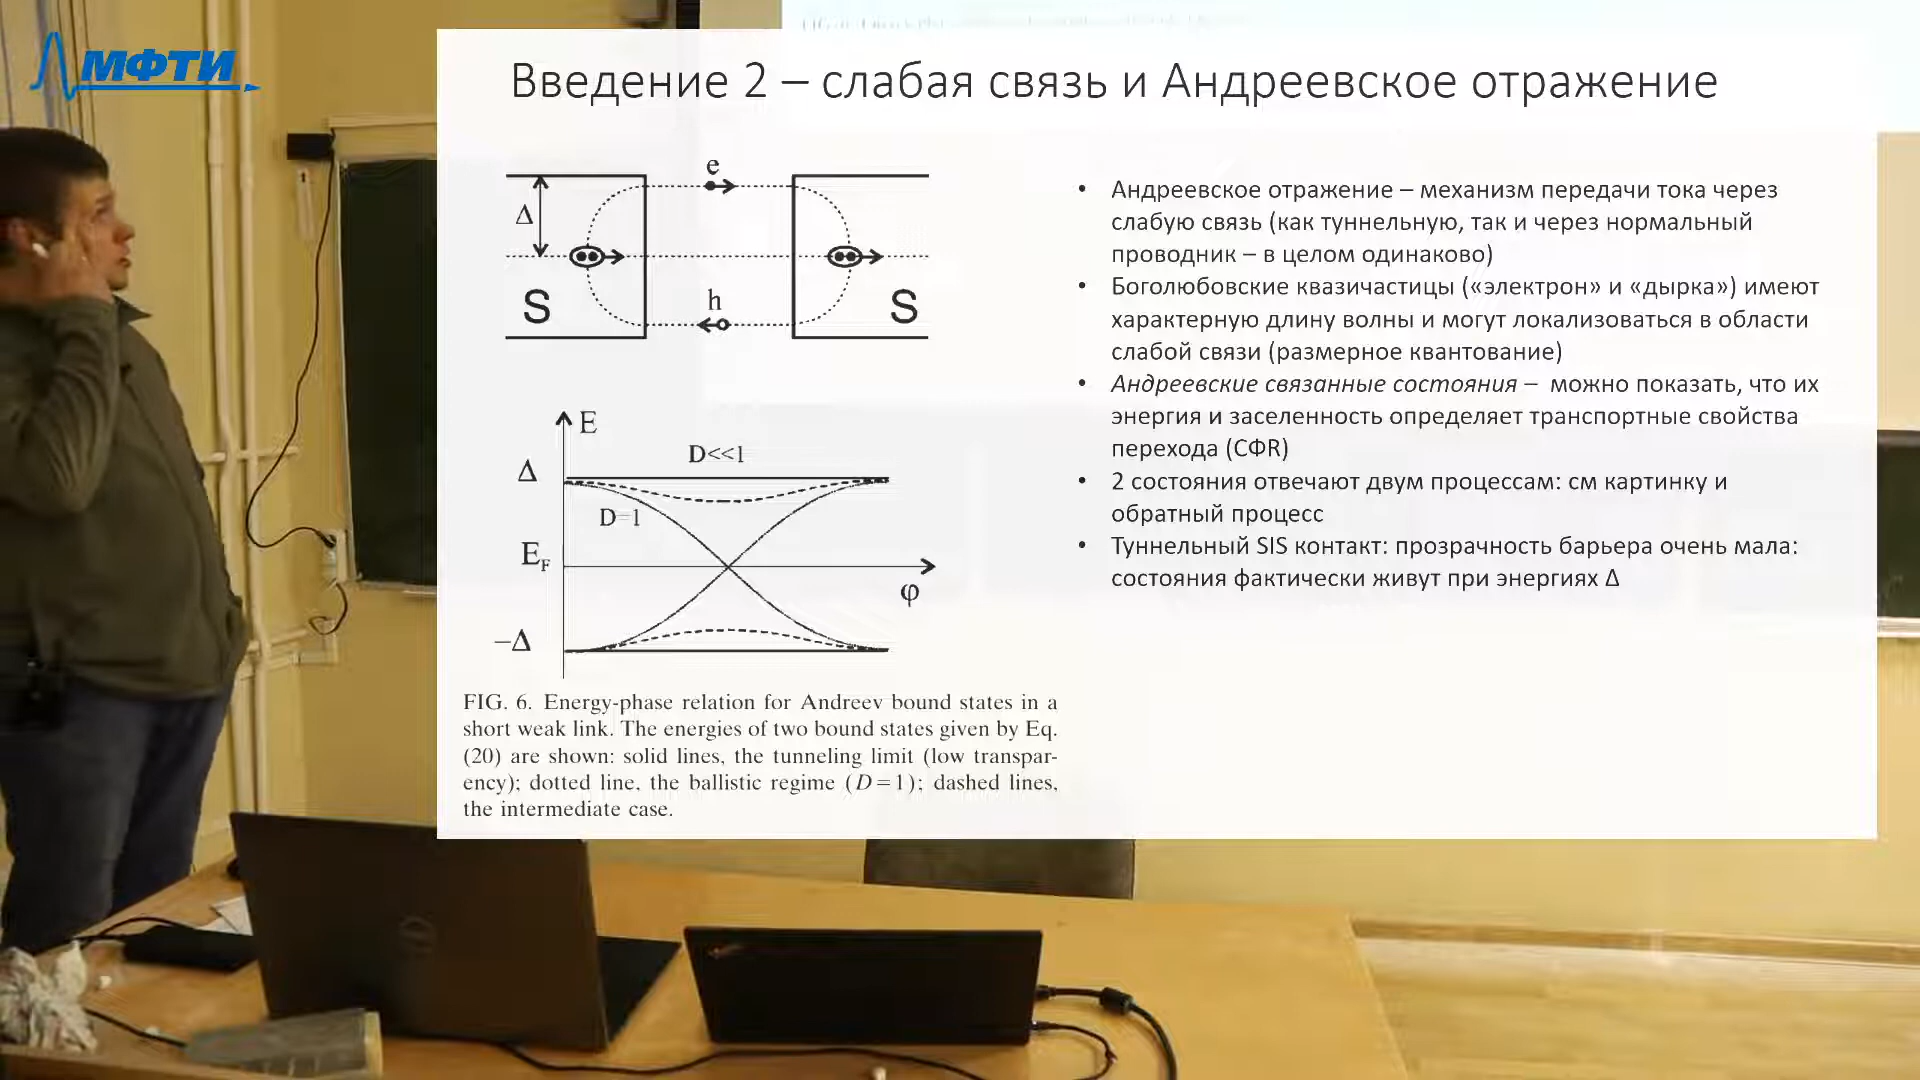 МФТИ
Введение 2 – слабая связь и Андреевское отражение
e
Δ
h
S
S
• Андреевское отражение – механизм передачи тока через
слабую связь (как туннельную, так и через нормальный
проводник – в целом одинаково)
• Боголюбовские квазичастицы («электрон» и «дырка») имеют
характерную длину волны и могут локализоваться в области
слабой связи (размерное квантование)
• Андреевские связанные состояния – можно показать, что их
энергия и заселенность определяет транспортные свойства
перехода (СФR)
• 2 состояния отвечают двум процессам: см картинку и
обратный процесс
• Туннельный SIS контакт: прозрачность барьера очень мала:
состояния фактически живут при энергиях Δ
E
D<<1
Δ
D=1
E_F
φ
−Δ
FIG. 6. Energy-phase relation for Andreev bound states in a
short weak link. The energies of two bound states given by Eq.
(20) are shown: solid lines, the tunneling limit (low transpar-
ency); dotted line, the ballistic regime (D=1); dashed lines,
the intermediate case.